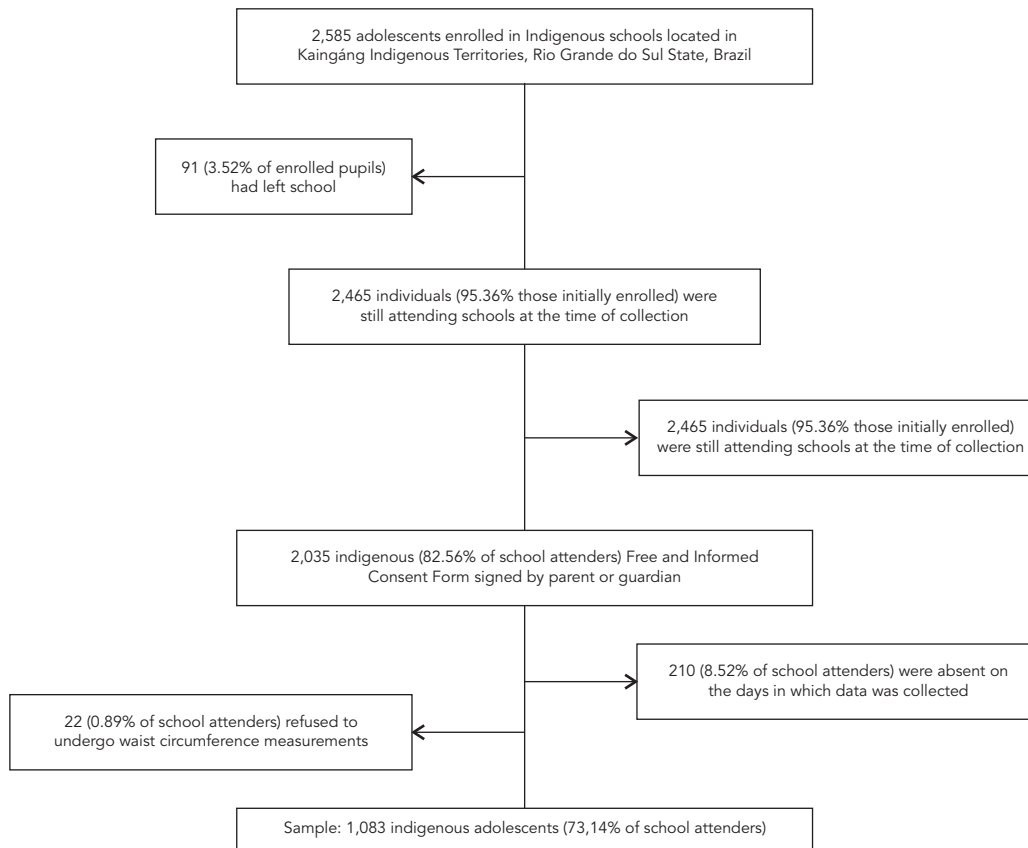 2,585 adolescents enrolled in Indigenous schools located in
Kaingáng Indigenous Territories, Rio Grande do Sul State, Brazil
91 (3.52% of enrolled pupils)
had left school
2,465 individuals (95.36% those initially enrolled) were
still attending schools at the time of collection
2,465 individuals (95.36% those initially enrolled)
were still attending schools at the time of collection
2,035 indigenous (82.56% of school attenders) Free and Informed
Consent Form signed by parent or guardian
210 (8.52% of school attenders) were absent on
the days in which data was collected
22 (0.89% of school attenders) refused to
undergo waist circumference measurements
Sample: 1,083 indigenous adolescents (73,14% of school attenders)